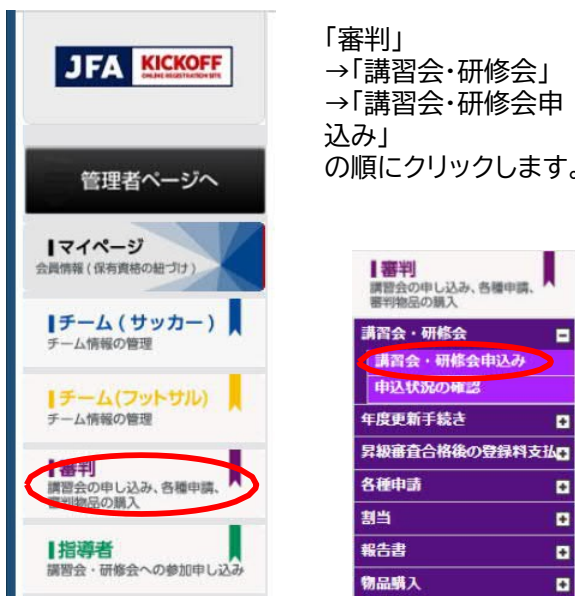 JFA KICKOFF
ONLINE REGISTRATION SITE
管理者ページへ
マイページ
会員情報(保有資格の紐づけ)
チーム(サッカー)
チーム情報の管理
チーム(フットサル)
チーム情報の管理
審判
講習会の申し込み、各種申請、
審判物品の購入
指導者
講習会・研修会への参加申し込み
「審判」
→「講習会・研修会」
→「講習会・研修会申
込み」
の順にクリックします。
審判
講習会の申し込み、各種申請、
審判物品の購入
講習会・研修会
講習会・研修会申込み
申込状況の確認
年度更新手続き
昇級審査合格後の登録料支払
各種申請
割当
報告書
物品購入